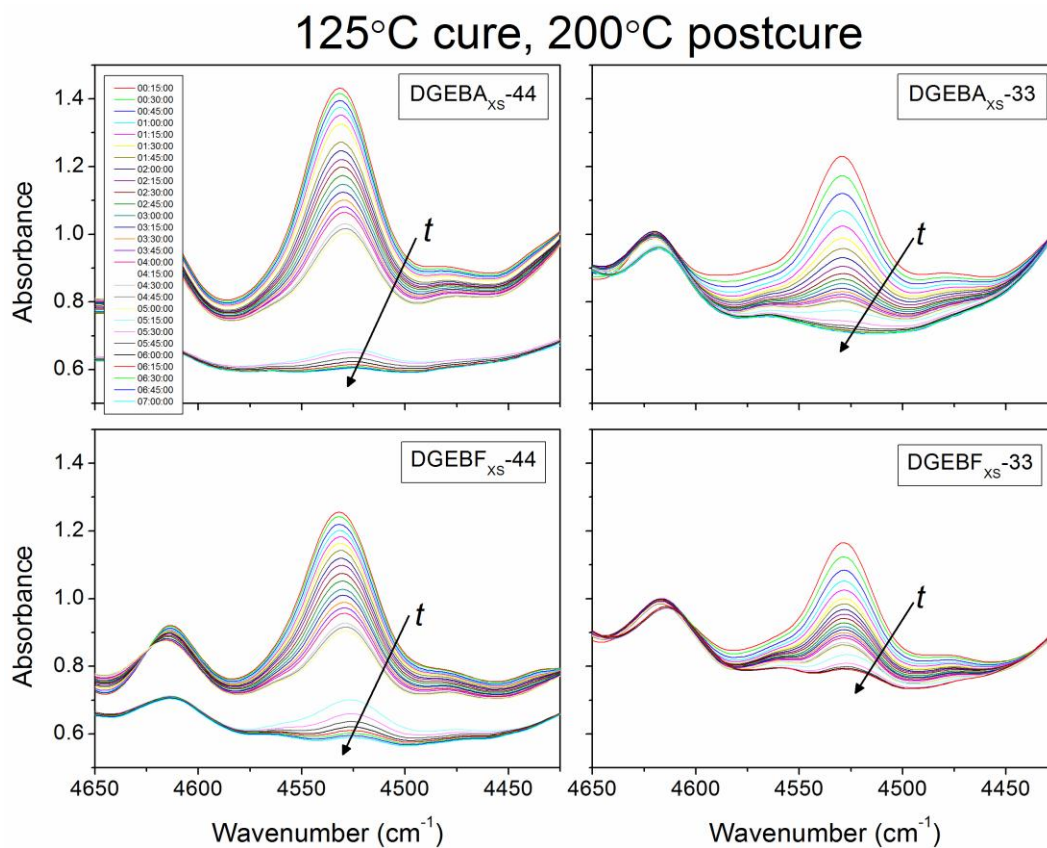 125°C cure, 200°C postcure
1.4
1.2
1.0
0.8
0.6
Absorbance
00:15:00
00:30:00
00:45:00
01:00:00
01:15:00
01:30:00
01:45:00
02:00:00
02:15:00
02:30:00
02:45:00
03:00:00
03:15:00
03:30:00
03:45:00
04:00:00
04:15:00
04:30:00
04:45:00
05:00:00
05:15:00
05:30:00
05:45:00
06:00:00
06:15:00
06:30:00
06:45:00
07:00:00
DGEBA_XS-44
t
DGEBA_XS-33
t
1.4
1.2
1.0
0.8
0.6
Absorbance
DGEBF_XS-44
t
4650 4600 4550 4500 4450
Wavenumber (cm⁻¹)
DGEBF_XS-33
t
4650 4600 4550 4500 4450
Wavenumber (cm⁻¹)